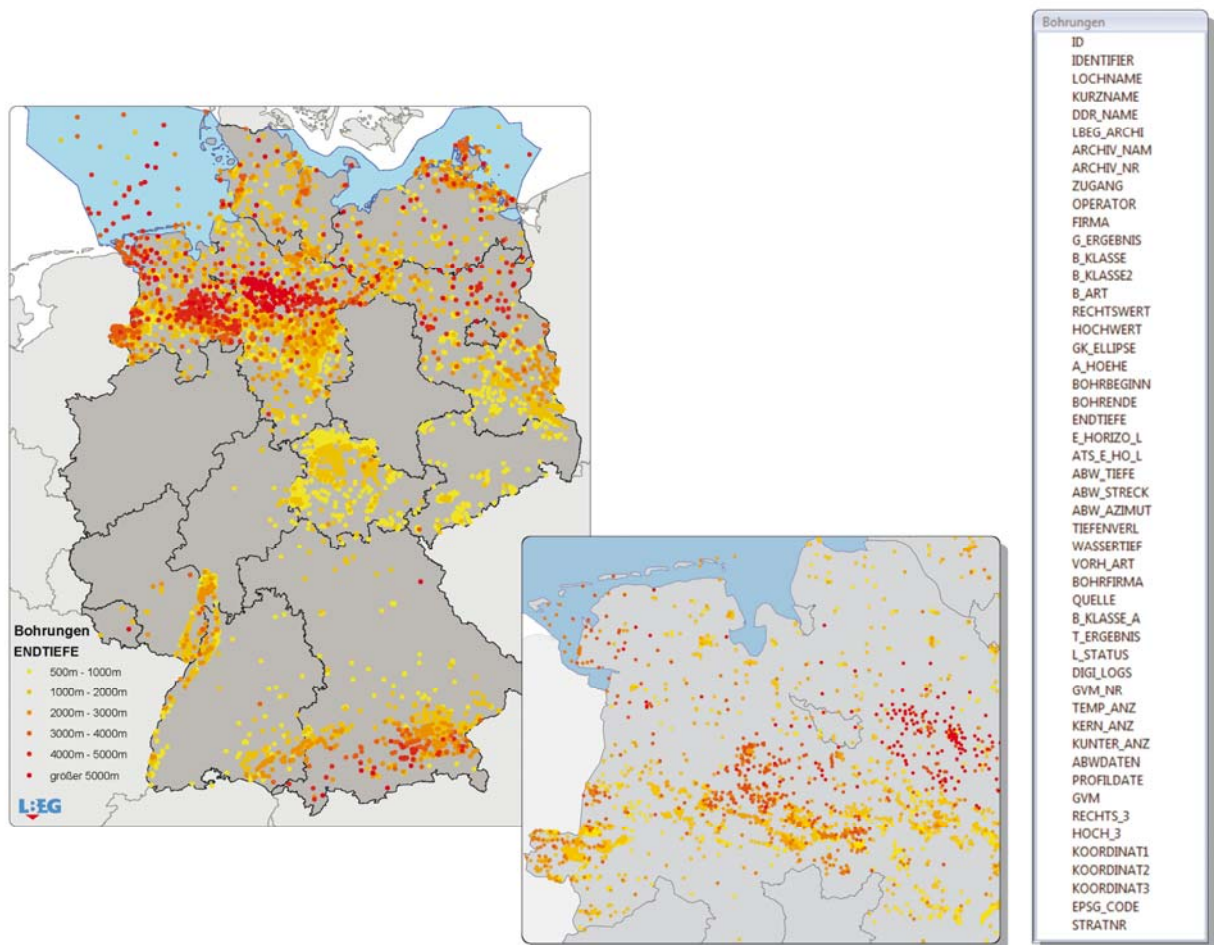 Bohrungen
ENDTIEFE
500m - 1000m
1000m - 2000m
2000m - 3000m
3000m - 4000m
4000m - 5000m
größer 5000m
LBEG
Bohrungen
ID
IDENTIFIER
LOCHNAME
KURZNAME
DDR_NAME
LBEG_ARCHI
ARCHIV_NAM
ARCHIV_NR
ZUGANG
OPERATOR
FIRMA
G_ERGEBNIS
B_KLASSE
B_KLASSE2
B_ART
RECHTSWERT
HOCHWERT
GK_ELLIPSE
A_HOEHE
BOHRBEGINN
BOHRENDE
ENDTIEFE
E_HORIZO_L
ATS_E_HO_L
ABW_TIEFE
ABW_STRECK
ABW_AZIMUT
TIEFENVERL
WASSERTIEF
VORH_ART
BOHRFIRMA
QUELLE
B_KLASSE_A
T_ERGEBNIS
L_STATUS
DIGI_LOGS
GVM_NR
TEMP_ANZ
KERN_ANZ
KUNTER_ANZ
ABWDATEN
PROFILDATE
GVM
RECHTS_3
HOCH_3
KOORDINAT1
KOORDINAT2
KOORDINAT3
EPSG_CODE
STRATNR